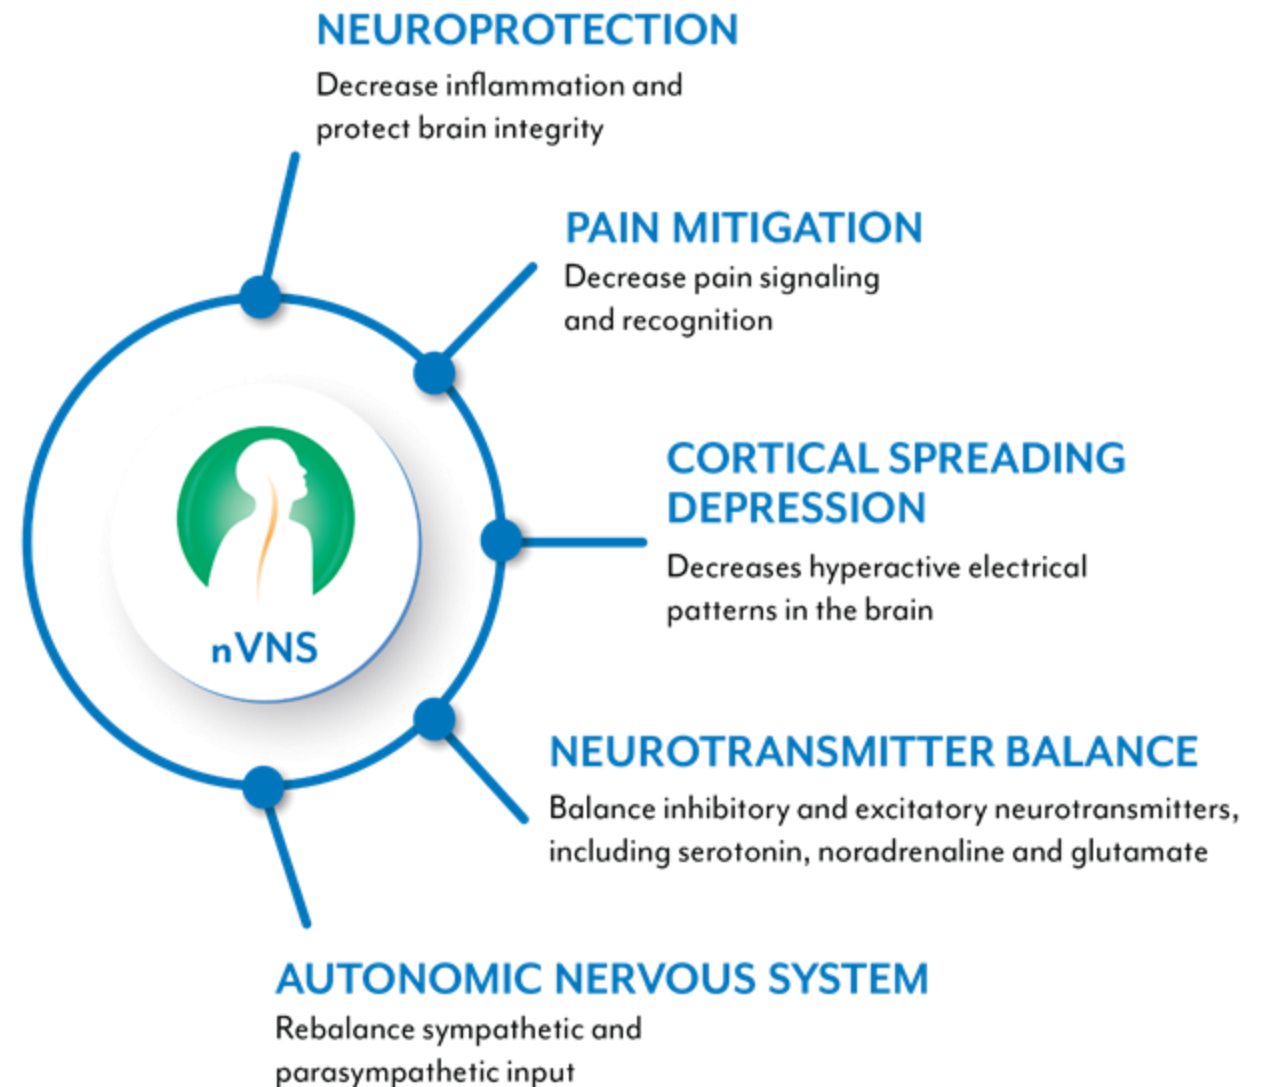 NEUROPROTECTION
Decrease inflammation and
protect brain integrity
PAIN MITIGATION
Decrease pain signaling
and recognition
CORTICAL SPREADING
DEPRESSION
Decreases hyperactive electrical
patterns in the brain
nVNS
NEUROTRANSMITTER BALANCE
Balance inhibitory and excitatory neurotransmitters,
including serotonin, noradrenaline and glutamate
AUTONOMIC NERVOUS SYSTEM
Rebalance sympathetic and
parasympathetic input